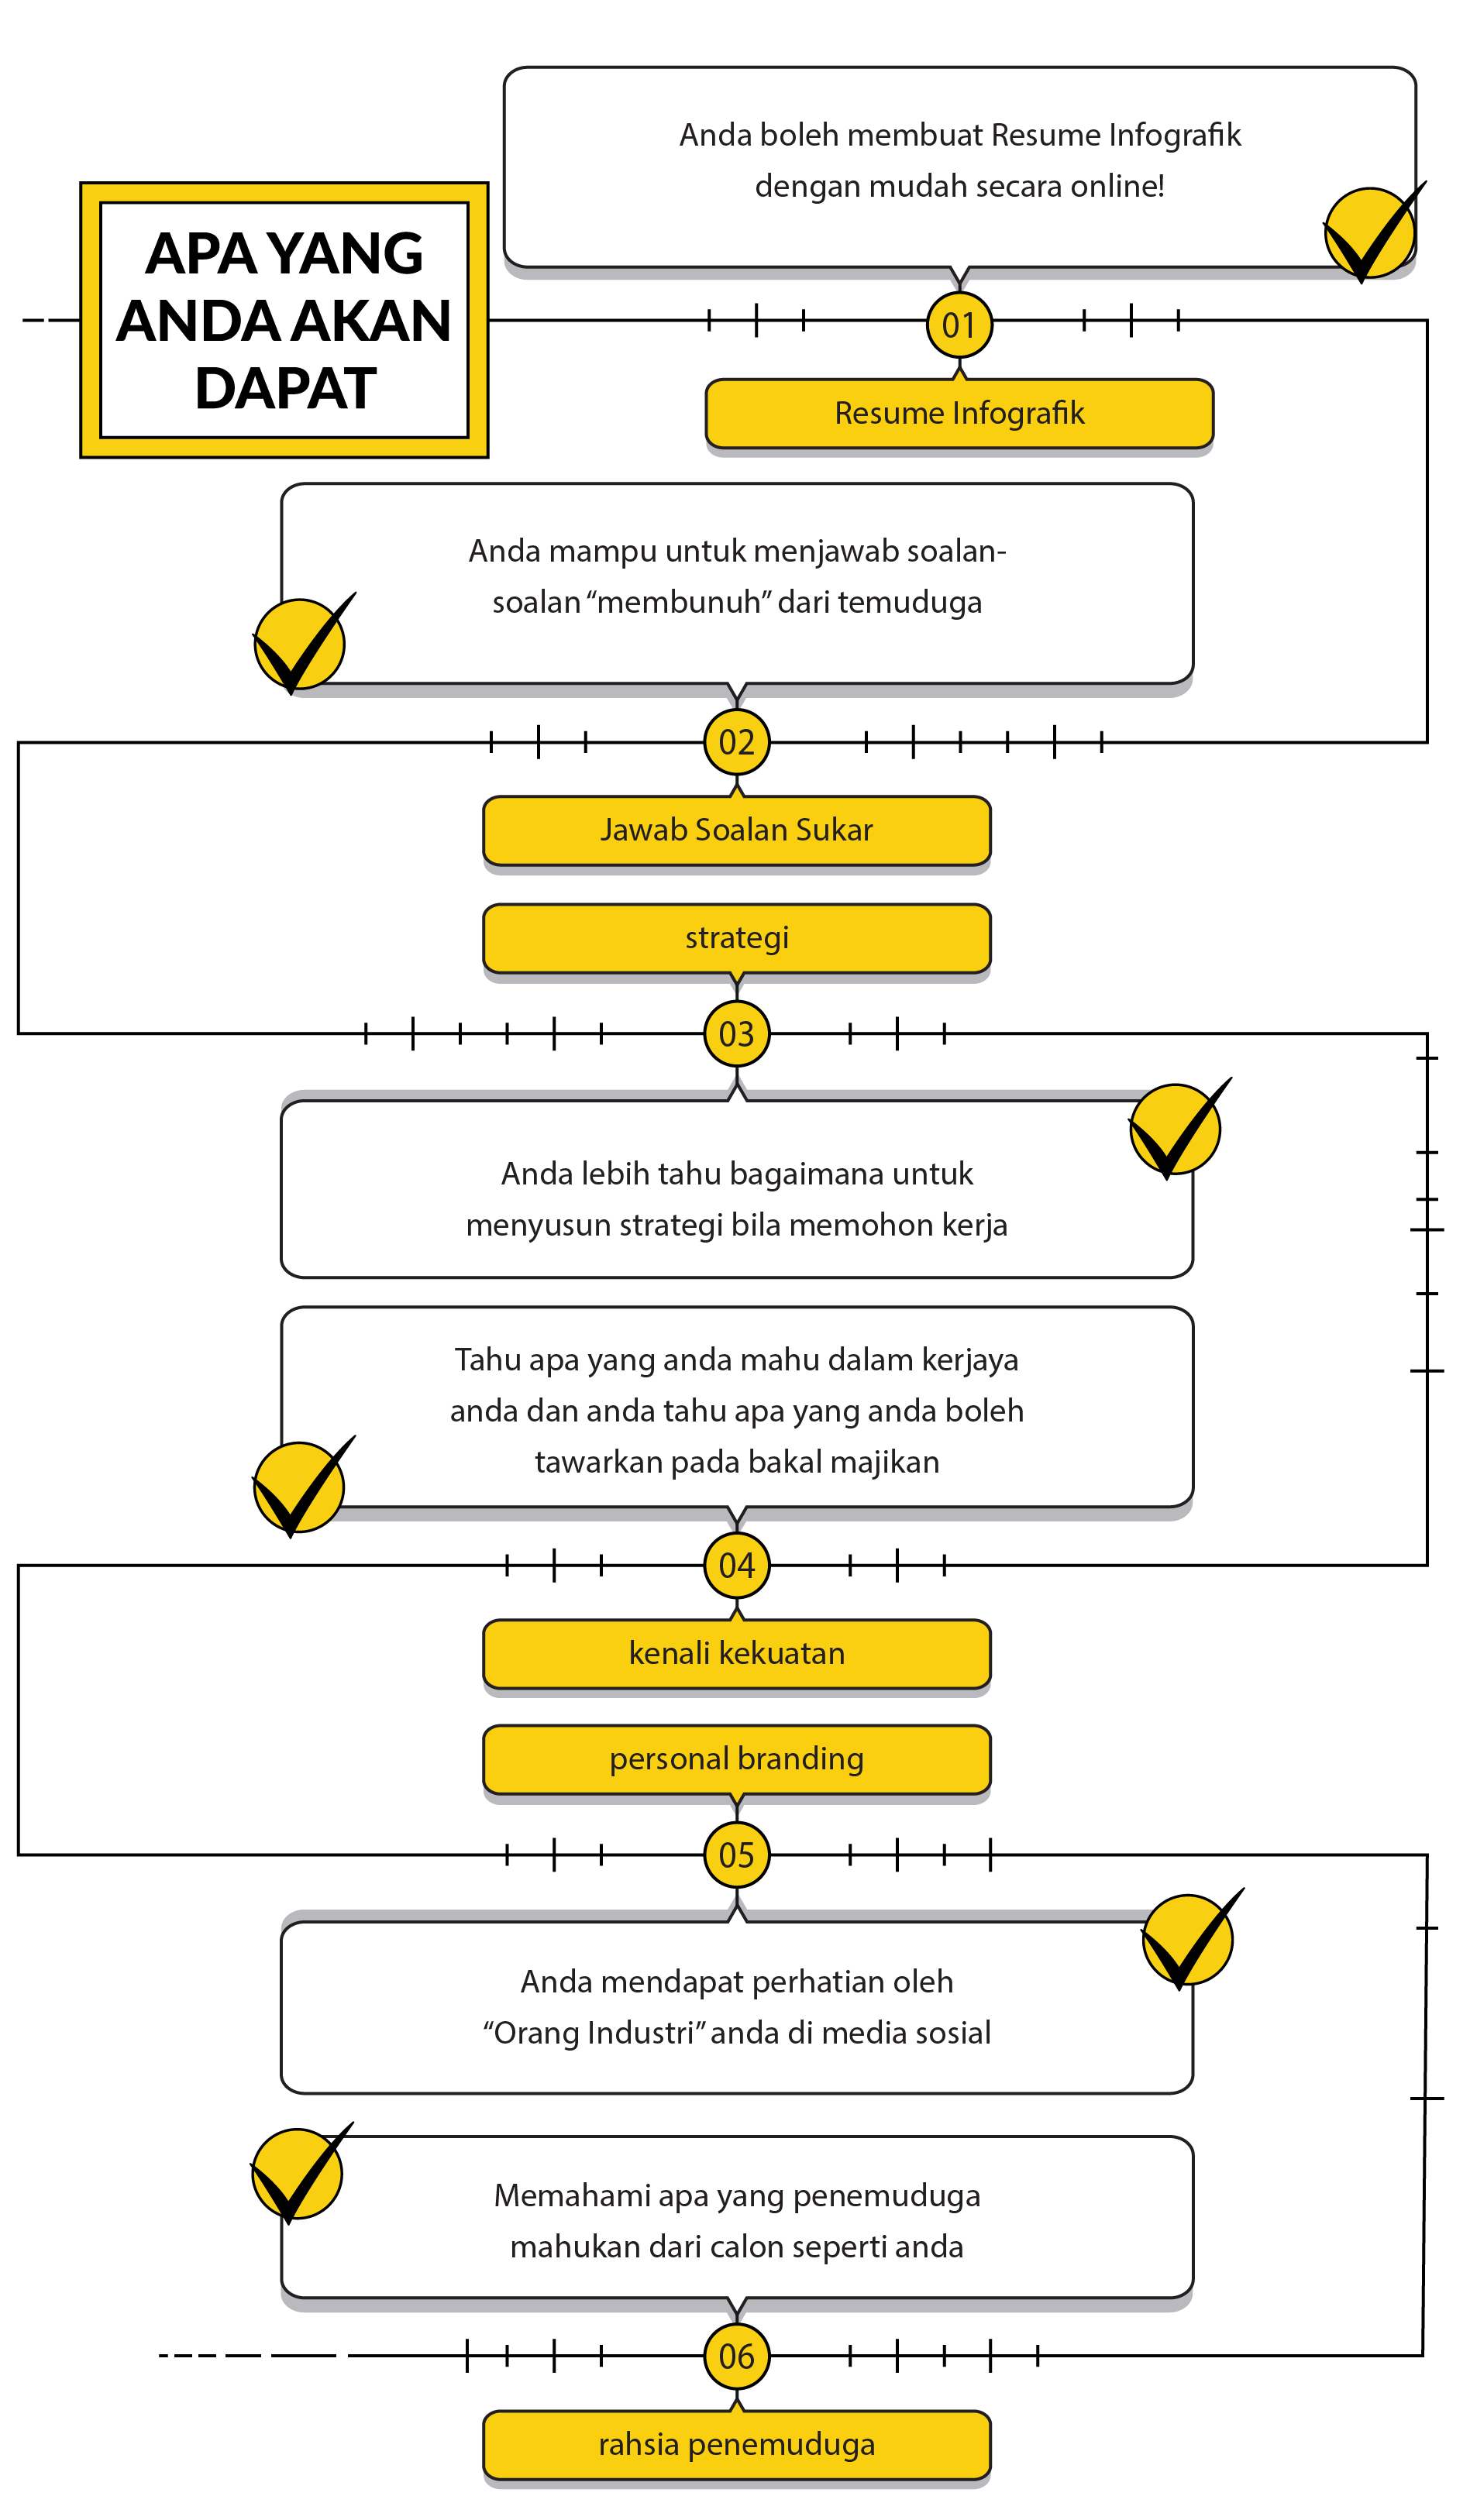 APA YANG
ANDA AKAN
DAPAT
Anda boleh membuat Resume Infografik
dengan mudah secara online!
01
Resume Infografik
Anda mampu untuk menjawab soalan-
soalan “membunuh” dari temuduga
02
Jawab Soalan Sukar
strategi
03
Anda lebih tahu bagaimana untuk
menyusun strategi bila memohon kerja
Tahu apa yang anda mahu dalam kerjaya
anda dan anda tahu apa yang anda boleh
tawarkan pada bakal majikan
04
kenali kekuatan
personal branding
05
Anda mendapat perhatian oleh
“Orang Industri” anda di media sosial
Memahami apa yang penemuduga
mahukan dari calon seperti anda
06
rahsia penemuduga